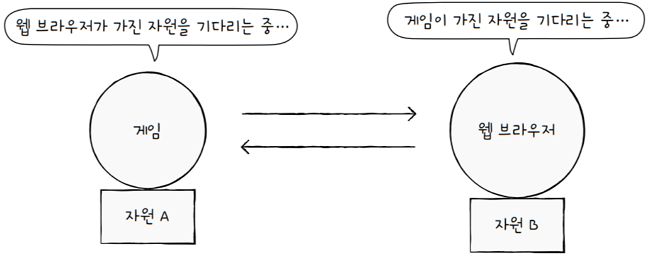 웹 브라우저가 가진 자원을 기다리는 중…
게임이 가진 자원을 기다리는 중…
게임
웹 브라우저
자원 A
자원 B